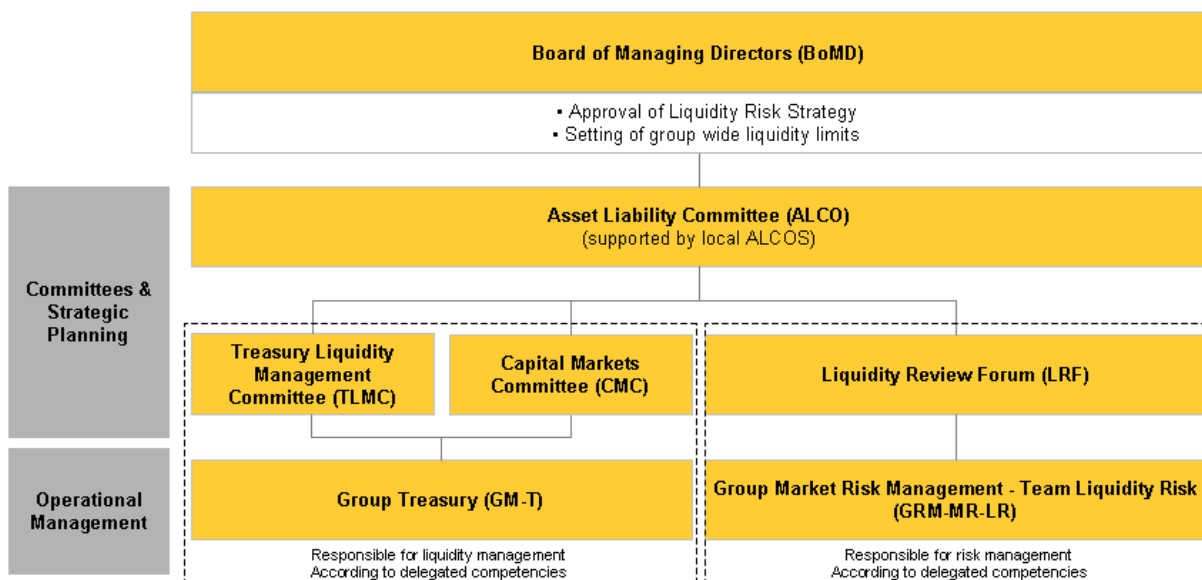 Board of Managing Directors (BoMD)
▪ Approval of Liquidity Risk Strategy
▪ Setting of group wide liquidity limits
Committees &
Strategic
Planning
Asset Liability Committee (ALCO)
(supported by local ALCOS)
Treasury Liquidity
Management
Committee (TLMC)
Capital Markets
Committee (CMC)
Liquidity Review Forum (LRF)
Operational
Management
Group Treasury (GM-T)
Group Market Risk Management - Team Liquidity Risk
(GRM-MR-LR)
Responsible for liquidity management
According to delegated competencies
Responsible for risk management
According to delegated competencies